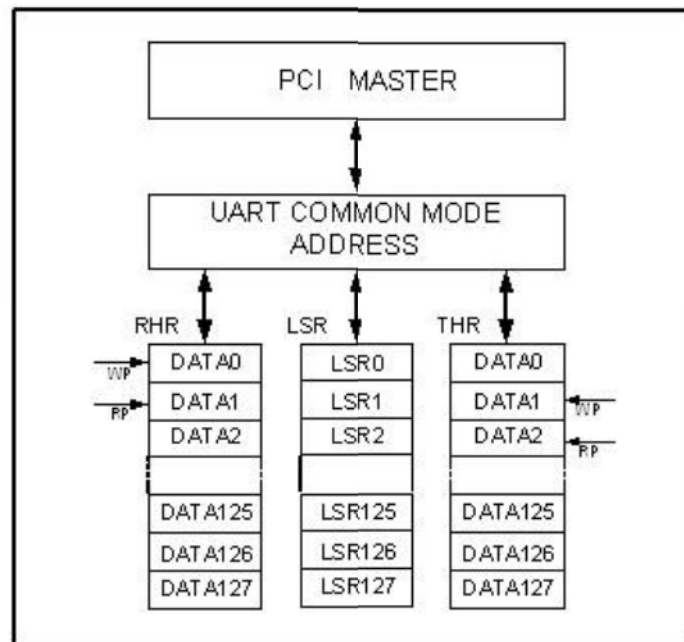 PCI MASTER
UART COMMON MODE
ADDRESS
RHR
LSR
THR
WP
RP
DATA0
DATA1
DATA2
DATA125
DATA126
DATA127
LSR0
LSR1
LSR2
LSR125
LSR126
LSR127
DATA0
DATA1
DATA2
DATA125
DATA126
DATA127
WP
RP